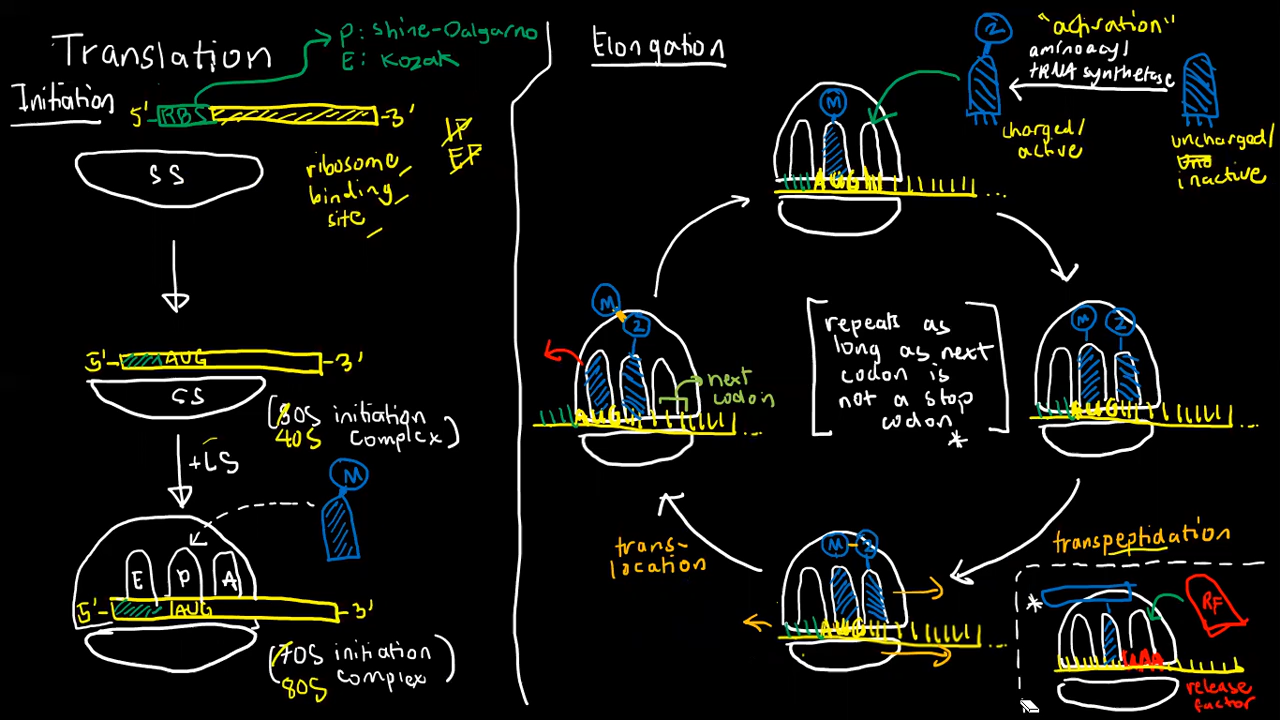 Translation
P: Shine-Dalgarno
E: Kozak
Initiation
5'- RBS -3'
IF
EF
ribosome
binding
site
SS
5'- AUG -3'
SS
(30S initiation
40S complex)
+LS
M
E P A
5'- AUG -3'
(70S initiation
80S complex)
Elongation
2
"activation"
aminoacyl
tRNA synthetase
charged/
active
uncharged/
inactive
M
AUG
...
M 2
AUG
...
repeats as
long as next
codon is
not a stop
codon
*
M
2
next
codon
AUG
...
trans-
location
M - 2
AUG
...
transpeptidation
*
RF
UAA
release
factor